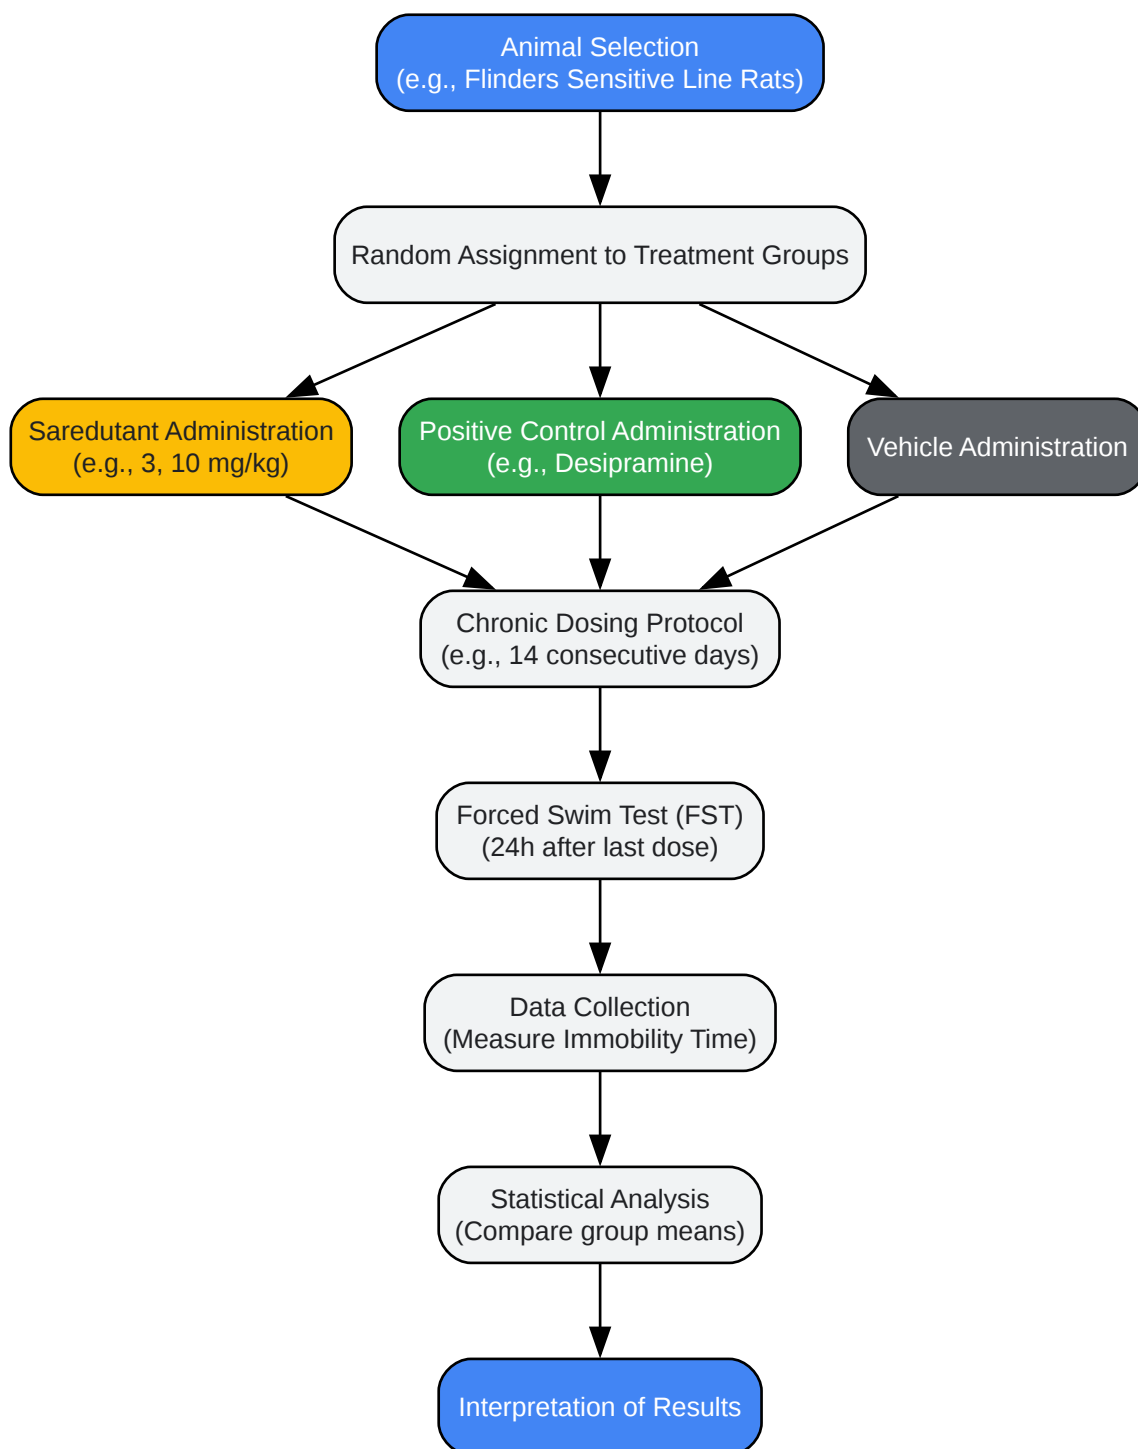 Animal Selection
(e.g., Flinders Sensitive Line Rats)
Random Assignment to Treatment Groups
Saredutant Administration
(e.g., 3, 10 mg/kg)
Positive Control Administration
(e.g., Desipramine)
Vehicle Administration
Chronic Dosing Protocol
(e.g., 14 consecutive days)
Forced Swim Test (FST)
(24h after last dose)
Data Collection
(Measure Immobility Time)
Statistical Analysis
(Compare group means)
Interpretation of Results